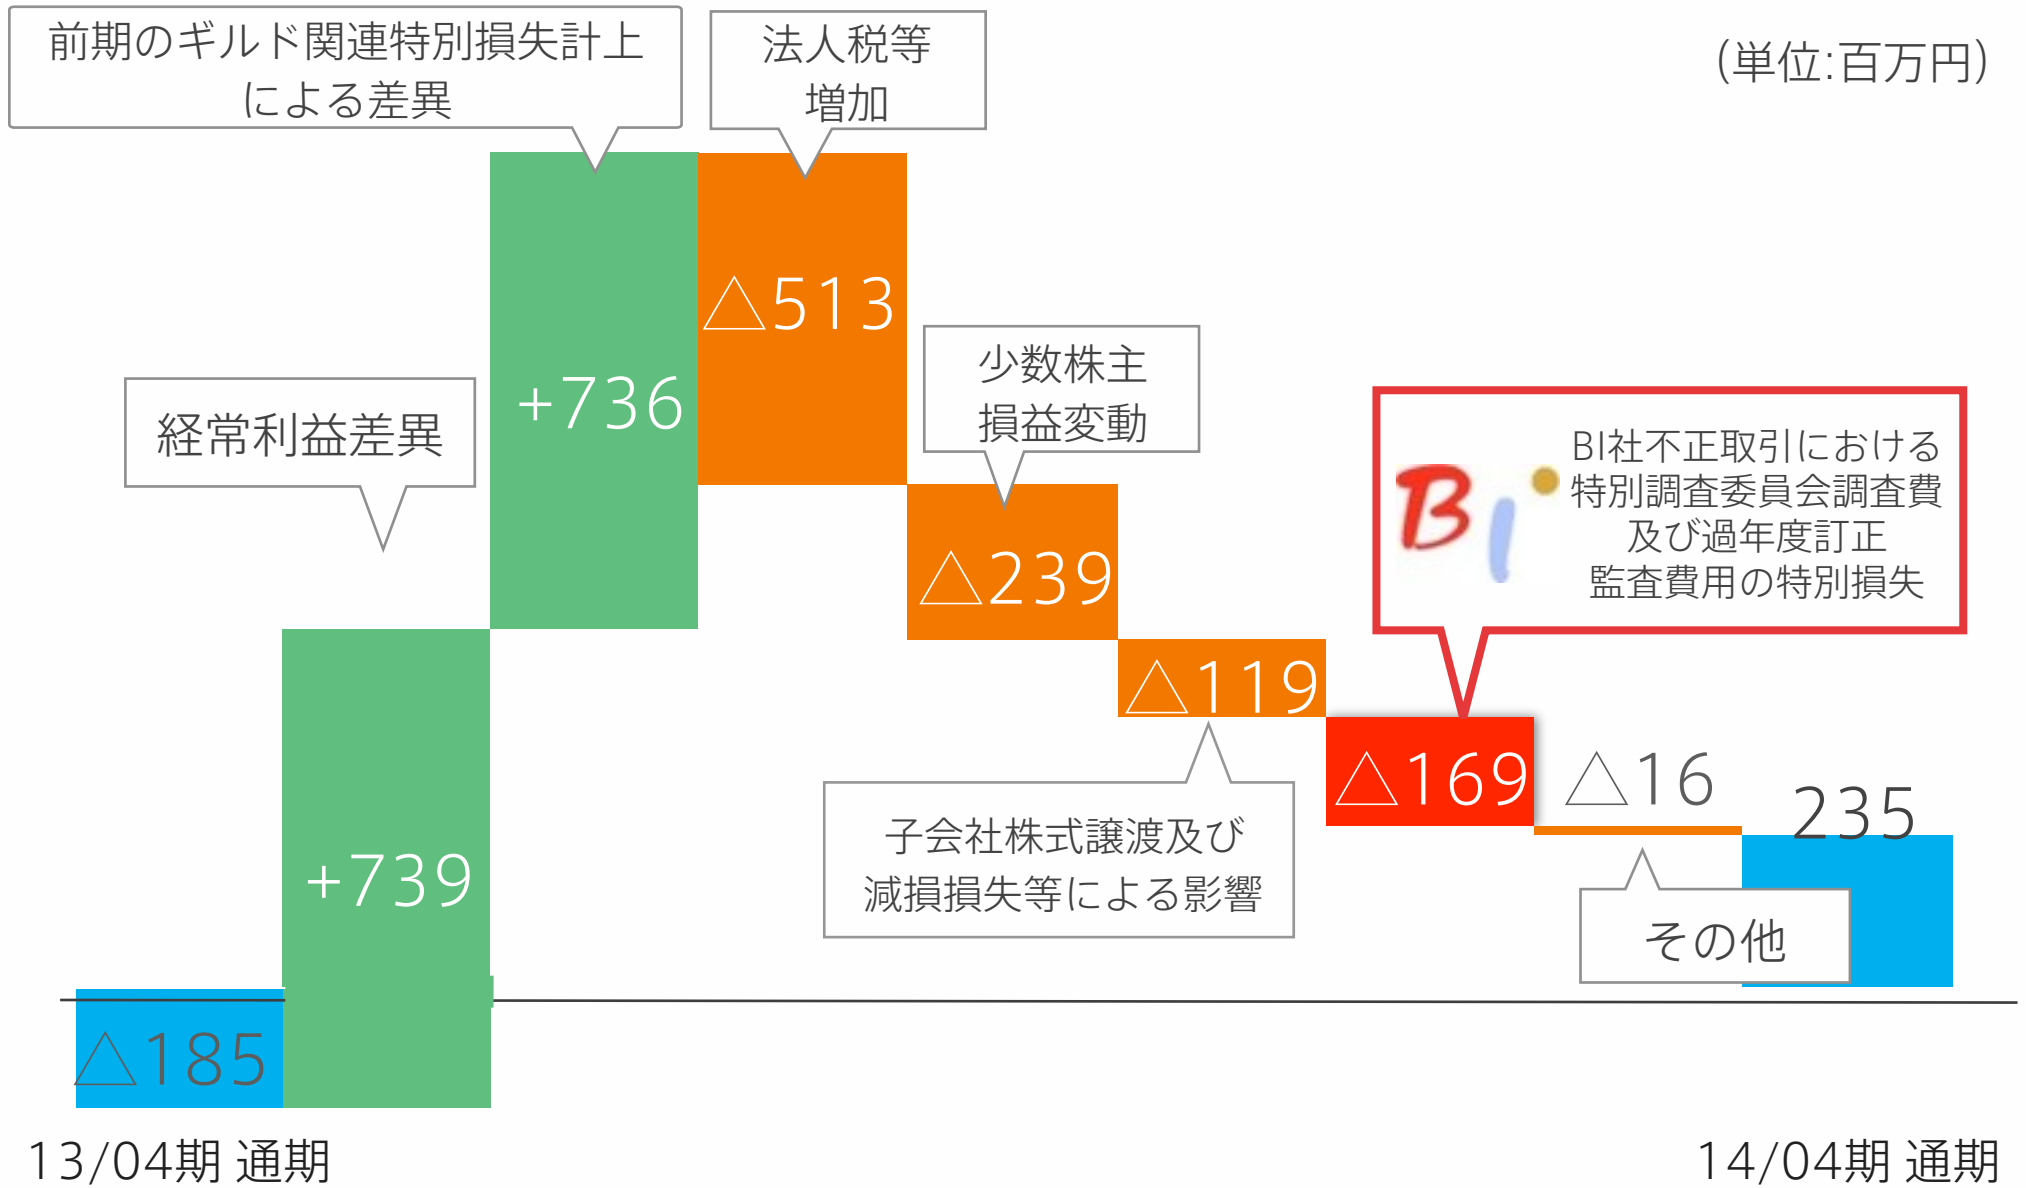 前期のギルド関連特別損失計上
による差異
法人税等
増加
(単位:百万円)
△513
+736
少数株主
損益変動
経常利益差異
BI社不正取引における
特別調査委員会調査費
及び過年度訂正
監査費用の特別損失
BI
△239
△119
△169
△16
235
子会社株式譲渡及び
減損損失等による影響
+739
その他
△185
13/04期 通期
14/04期 通期